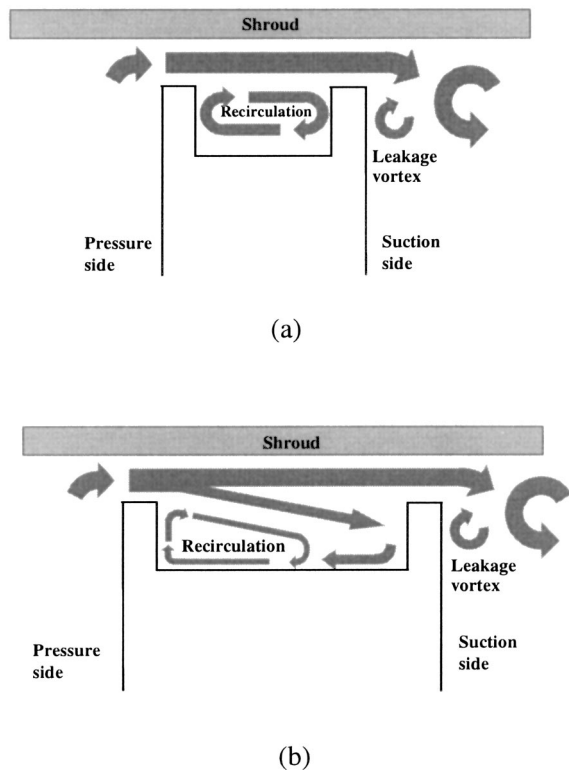 Shroud
Recirculation
Leakage
vortex
Pressure
side
Suction
side
(a)
Shroud
Recirculation
Leakage
vortex
Pressure
side
Suction
side
(b)